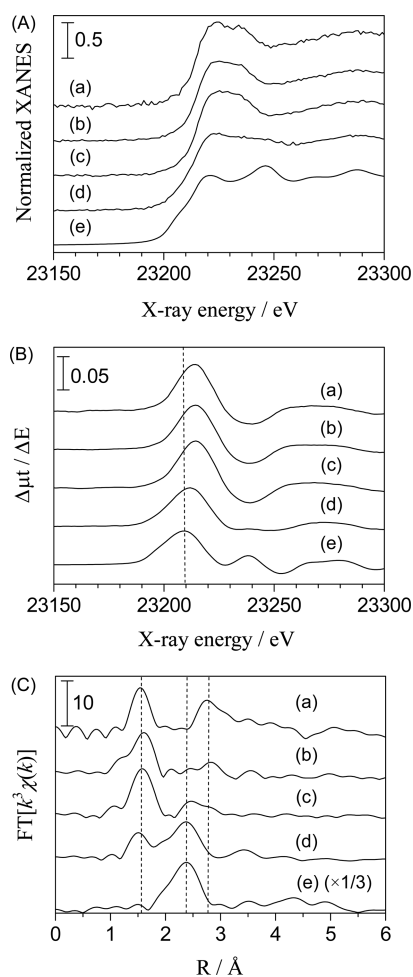 (A)
0.5
Normalized XANES
(a)
(b)
(c)
(d)
(e)
23150 23200 23250 23300
X-ray energy / eV
(B)
0.05
Δμt / ΔE
(a)
(b)
(c)
(d)
(e)
23150 23200 23250 23300
X-ray energy / eV
(C)
10
FT[k³χ(k)]
(a)
(b)
(c)
(d)
(e) (×1/3)
0 1 2 3 4 5 6
R / Å